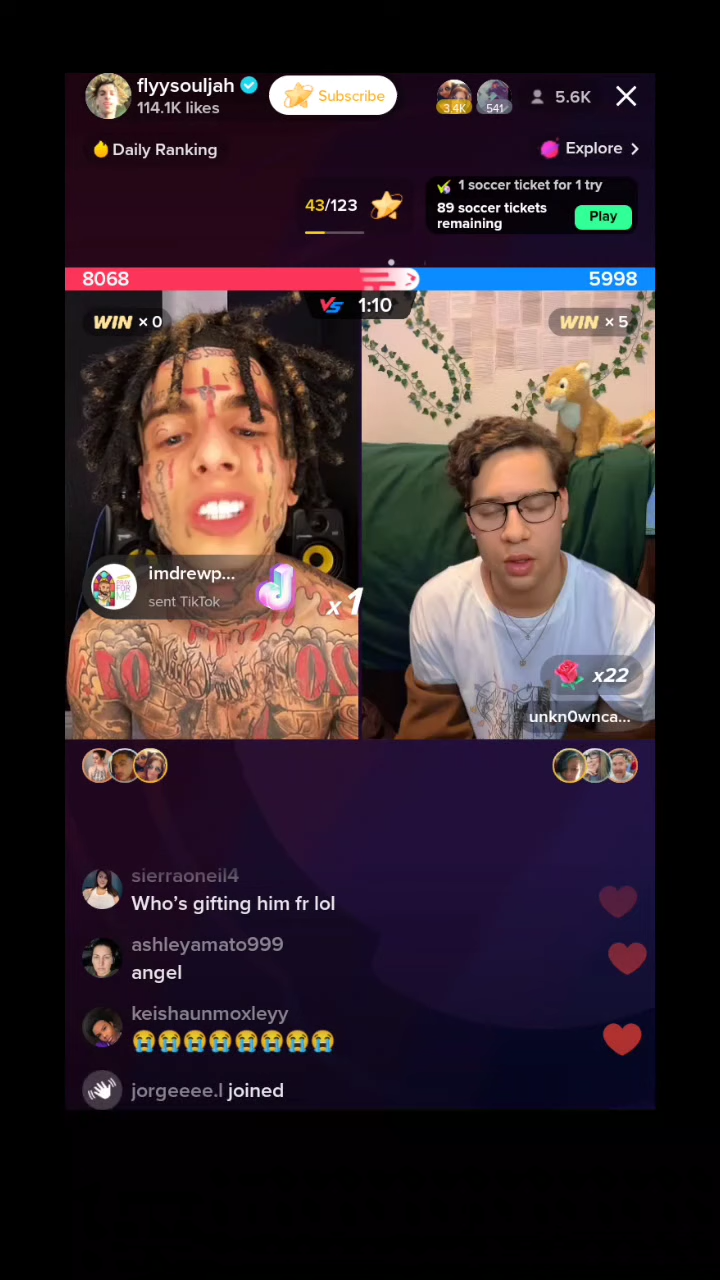 flyysouljah
114.1K likes
Subscribe
3.4K
541
5.6K
Daily Ranking
Explore
43/123
1 soccer ticket for 1 try
89 soccer tickets
remaining
Play
8068
5998
VS 1:10
WIN × 0
WIN × 5
imdrewp...
sent TikTok
x 1
x22
unkn0wnca...
sierraoneil4
Who's gifting him fr lol
ashleyamato999
angel
keishaunmoxleyy
😭😭😭😭😭😭😭😭
jorgeeee.l joined